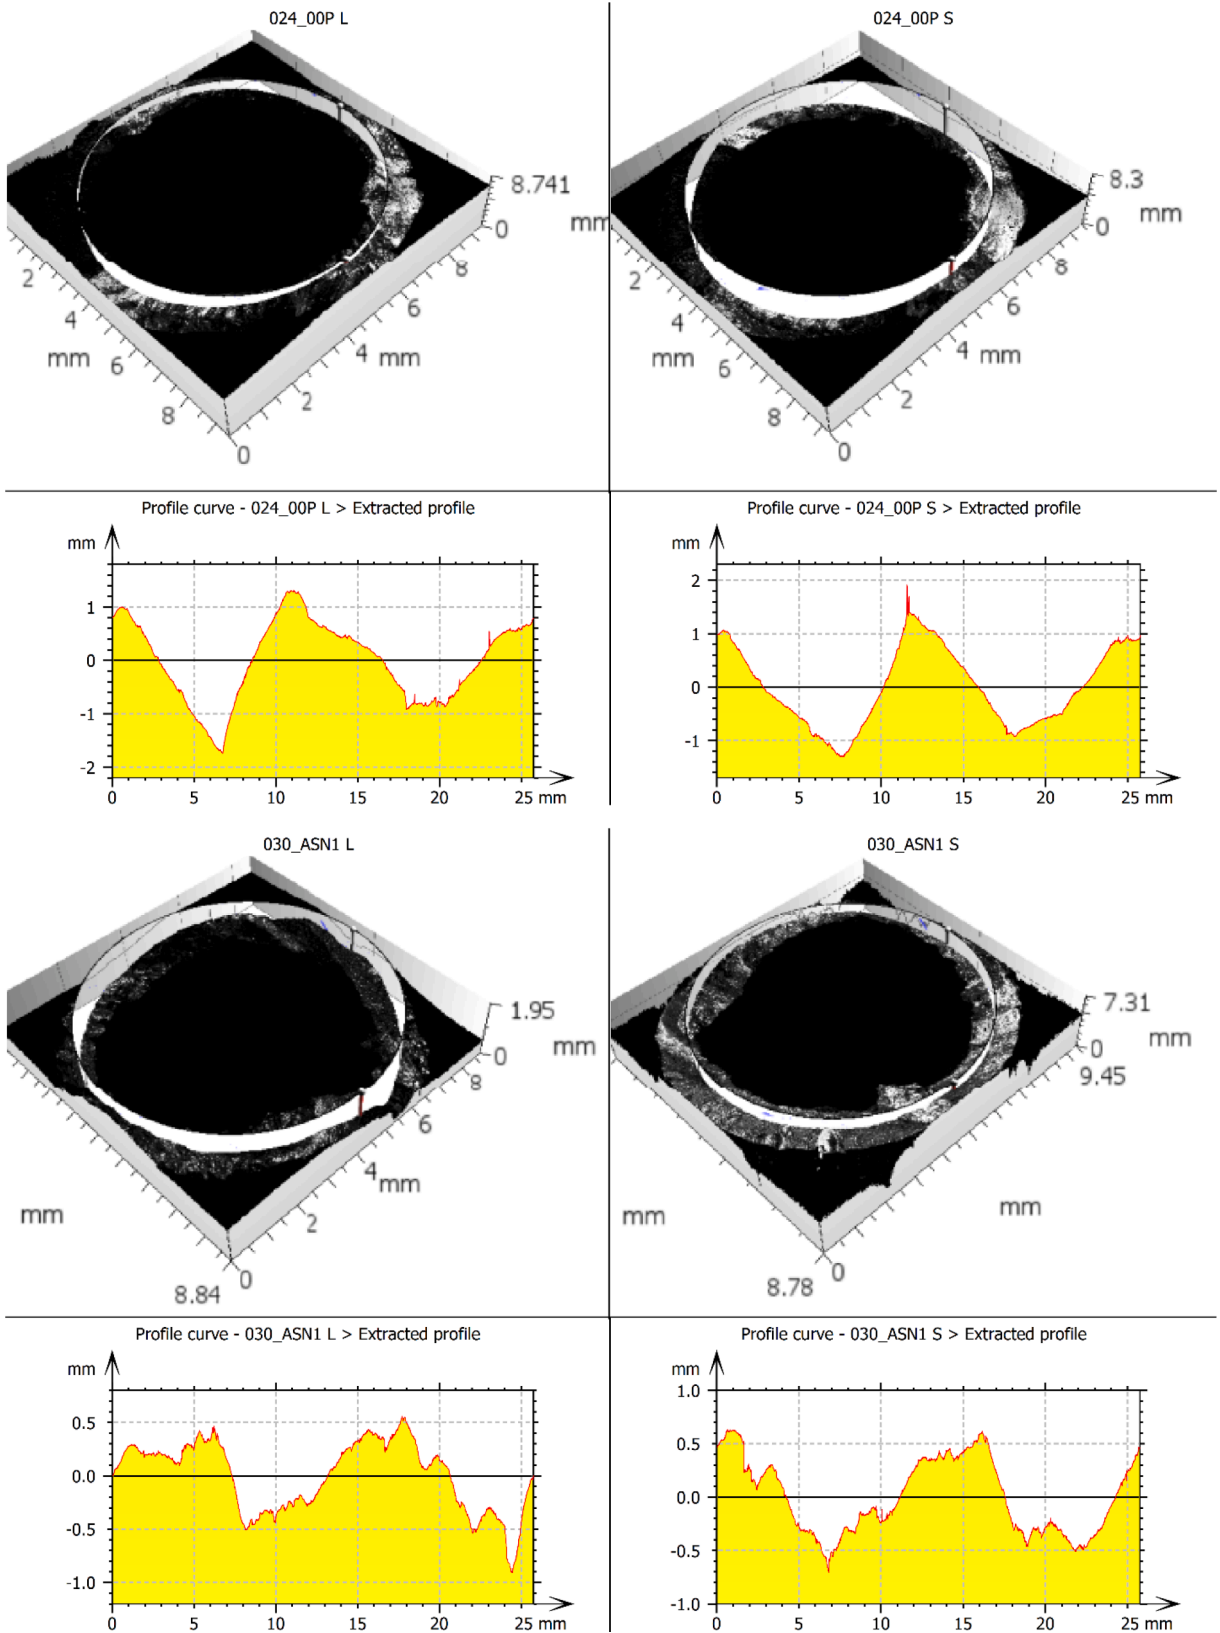 024_00P L
024_00P S
8.741
mm
0
8
6
4 mm
2
0
2
4
mm
6
8
8.3
mm
0
8
6
4 mm
2
0
2
4
mm
6
8
Profile curve - 024_00P L > Extracted profile
mm
1
0
-1
-2
0 5 10 15 20 25 mm
Profile curve - 024_00P S > Extracted profile
mm
2
1
0
-1
0 5 10 15 20 25 mm
030_ASN1 L
030_ASN1 S
1.95
mm
0
8
6
4 mm
2
0
mm
8.84
7.31
mm
0
9.45
mm
mm
0
8.78
Profile curve - 030_ASN1 L > Extracted profile
mm
0.5
0.0
-0.5
-1.0
0 5 10 15 20 25 mm
Profile curve - 030_ASN1 S > Extracted profile
mm
1.0
0.5
0.0
-0.5
-1.0
0 5 10 15 20 25 mm